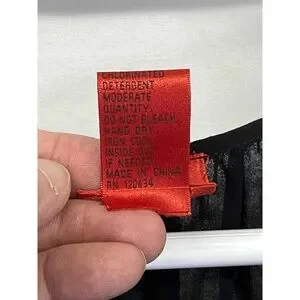 CHLORINATED
DETERGENT
MODERATE
QUANTITY.
DO NOT BLEACH.
HANG DRY
IRON COOL
INSIDE OUT
IF NEEDED
MADE IN CHINA
RN 120634